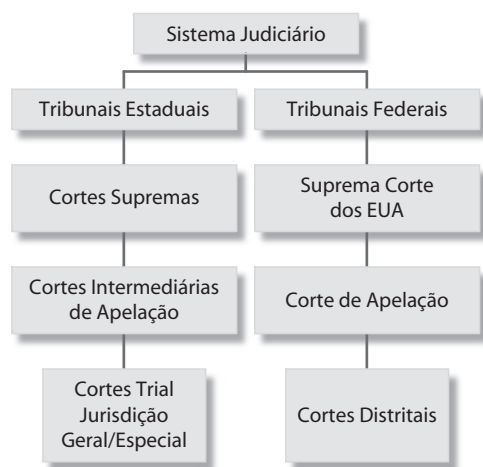 Sistema Judiciário
Tribunais Estaduais
Tribunais Federais
Cortes Supremas
Suprema Corte
dos EUA
Cortes Intermediárias
de Apelação
Corte de Apelação
Cortes Trial
Jurisdição
Geral/Especial
Cortes Distritais